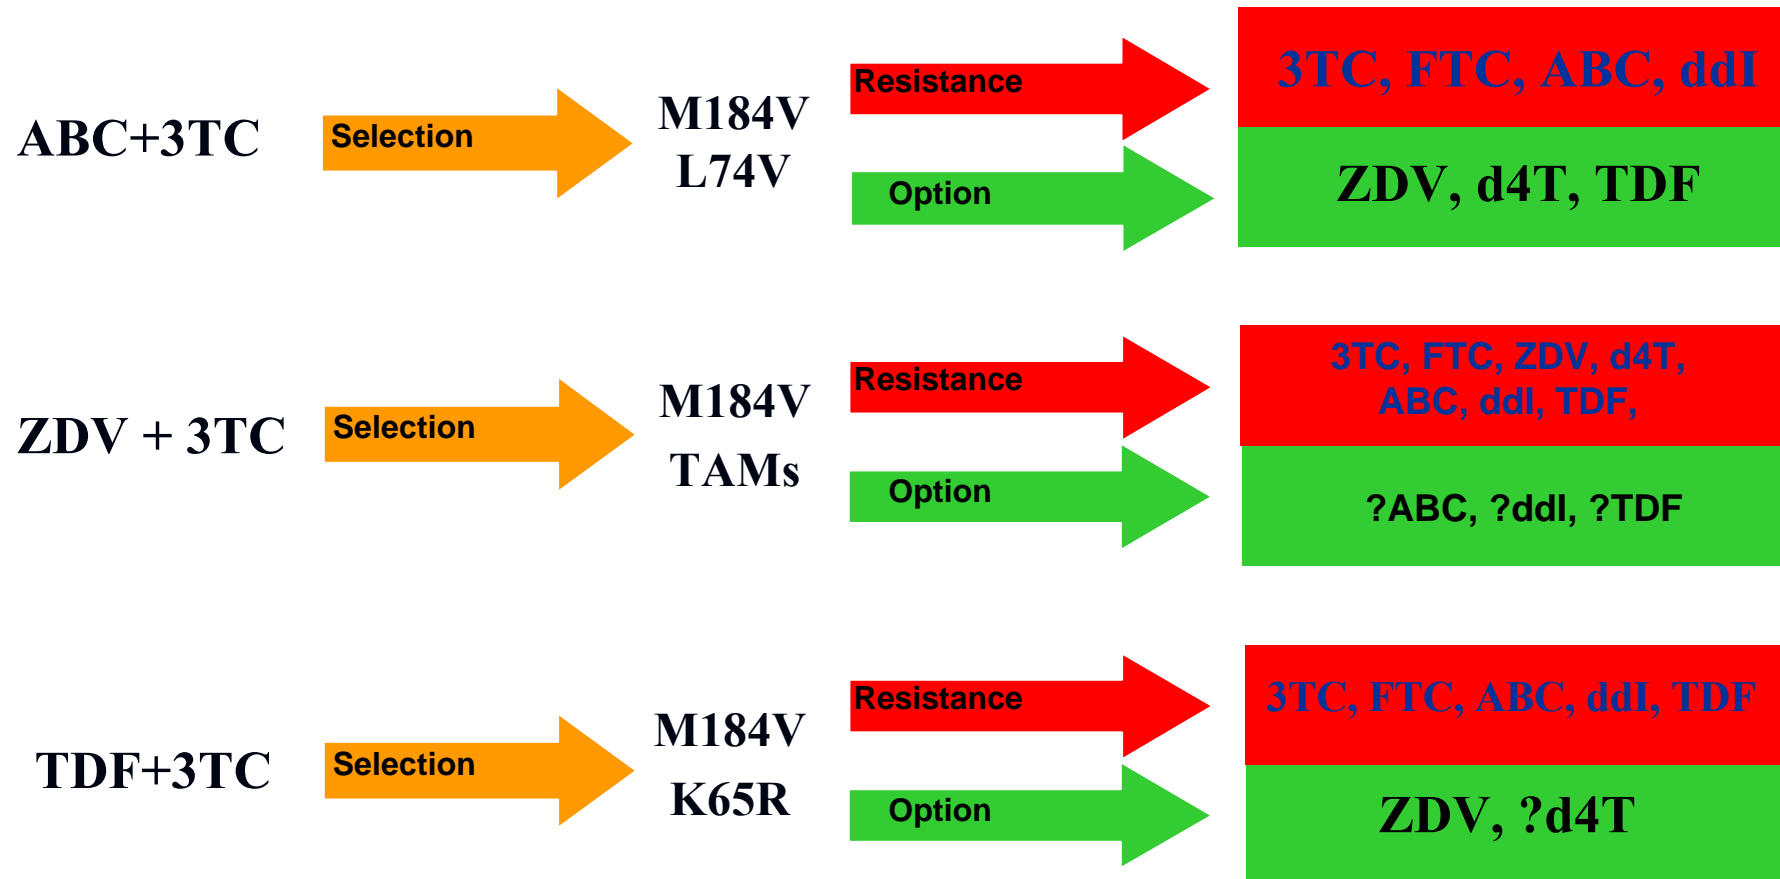 ABC+3TC
Selection
M184V
L74V
Resistance
Option
3TC, FTC, ABC, ddI
ZDV, d4T, TDF
ZDV + 3TC
Selection
M184V
TAMs
Resistance
Option
3TC, FTC, ZDV, d4T,
ABC, ddI, TDF,
?ABC, ?ddI, ?TDF
TDF+3TC
Selection
M184V
K65R
Resistance
Option
3TC, FTC, ABC, ddI, TDF
ZDV, ?d4T